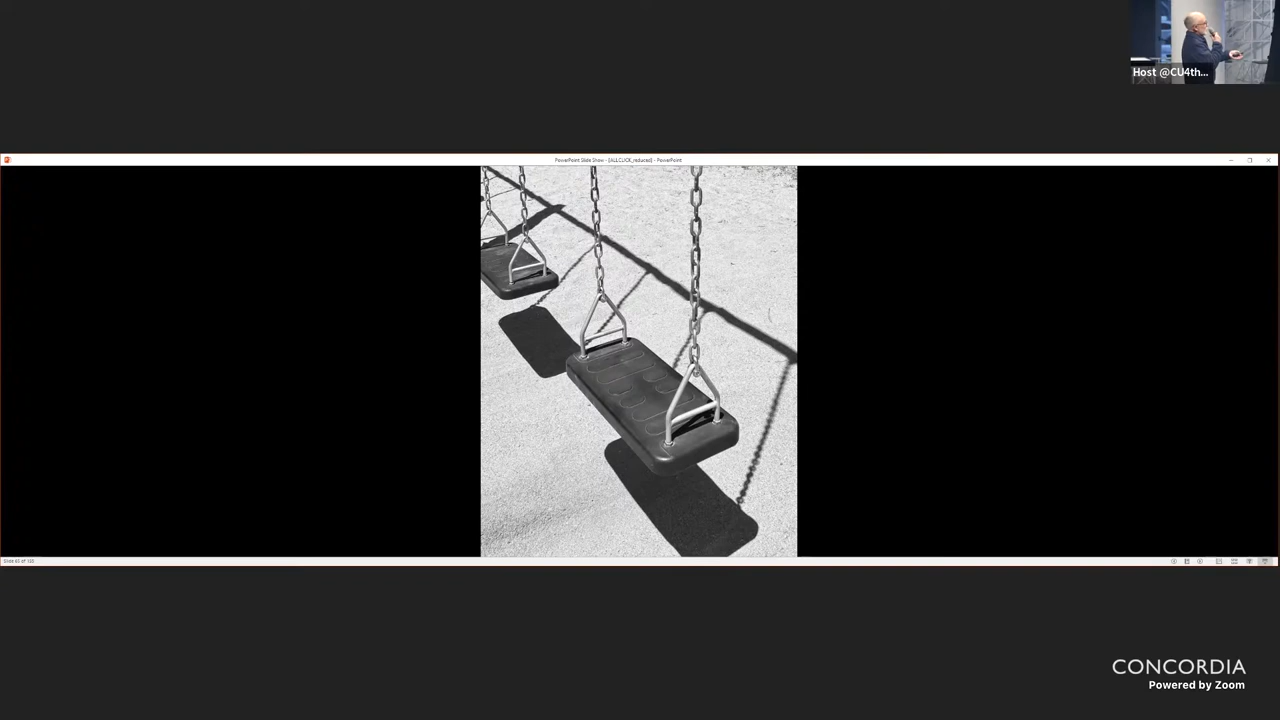 Host @CU4th...
PowerPoint Slide Show - [ALLCLICK_reduced] - PowerPoint
CONCORDIA
Powered by Zoom